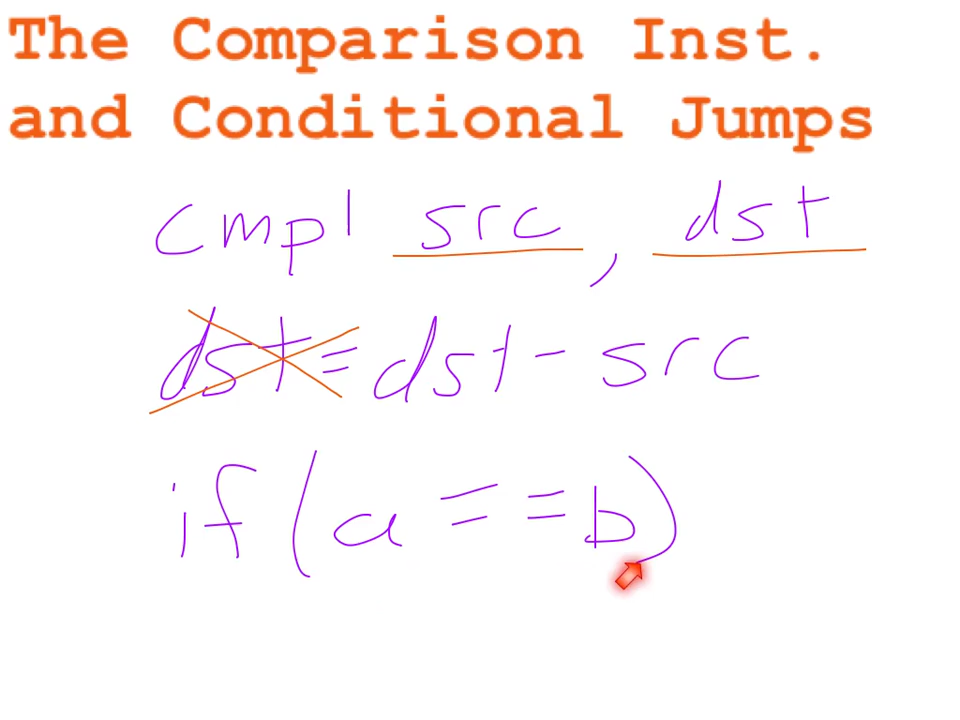 The Comparison Inst.
and Conditional Jumps
cmpl src, dst
dst = dst - src
if (a == b)